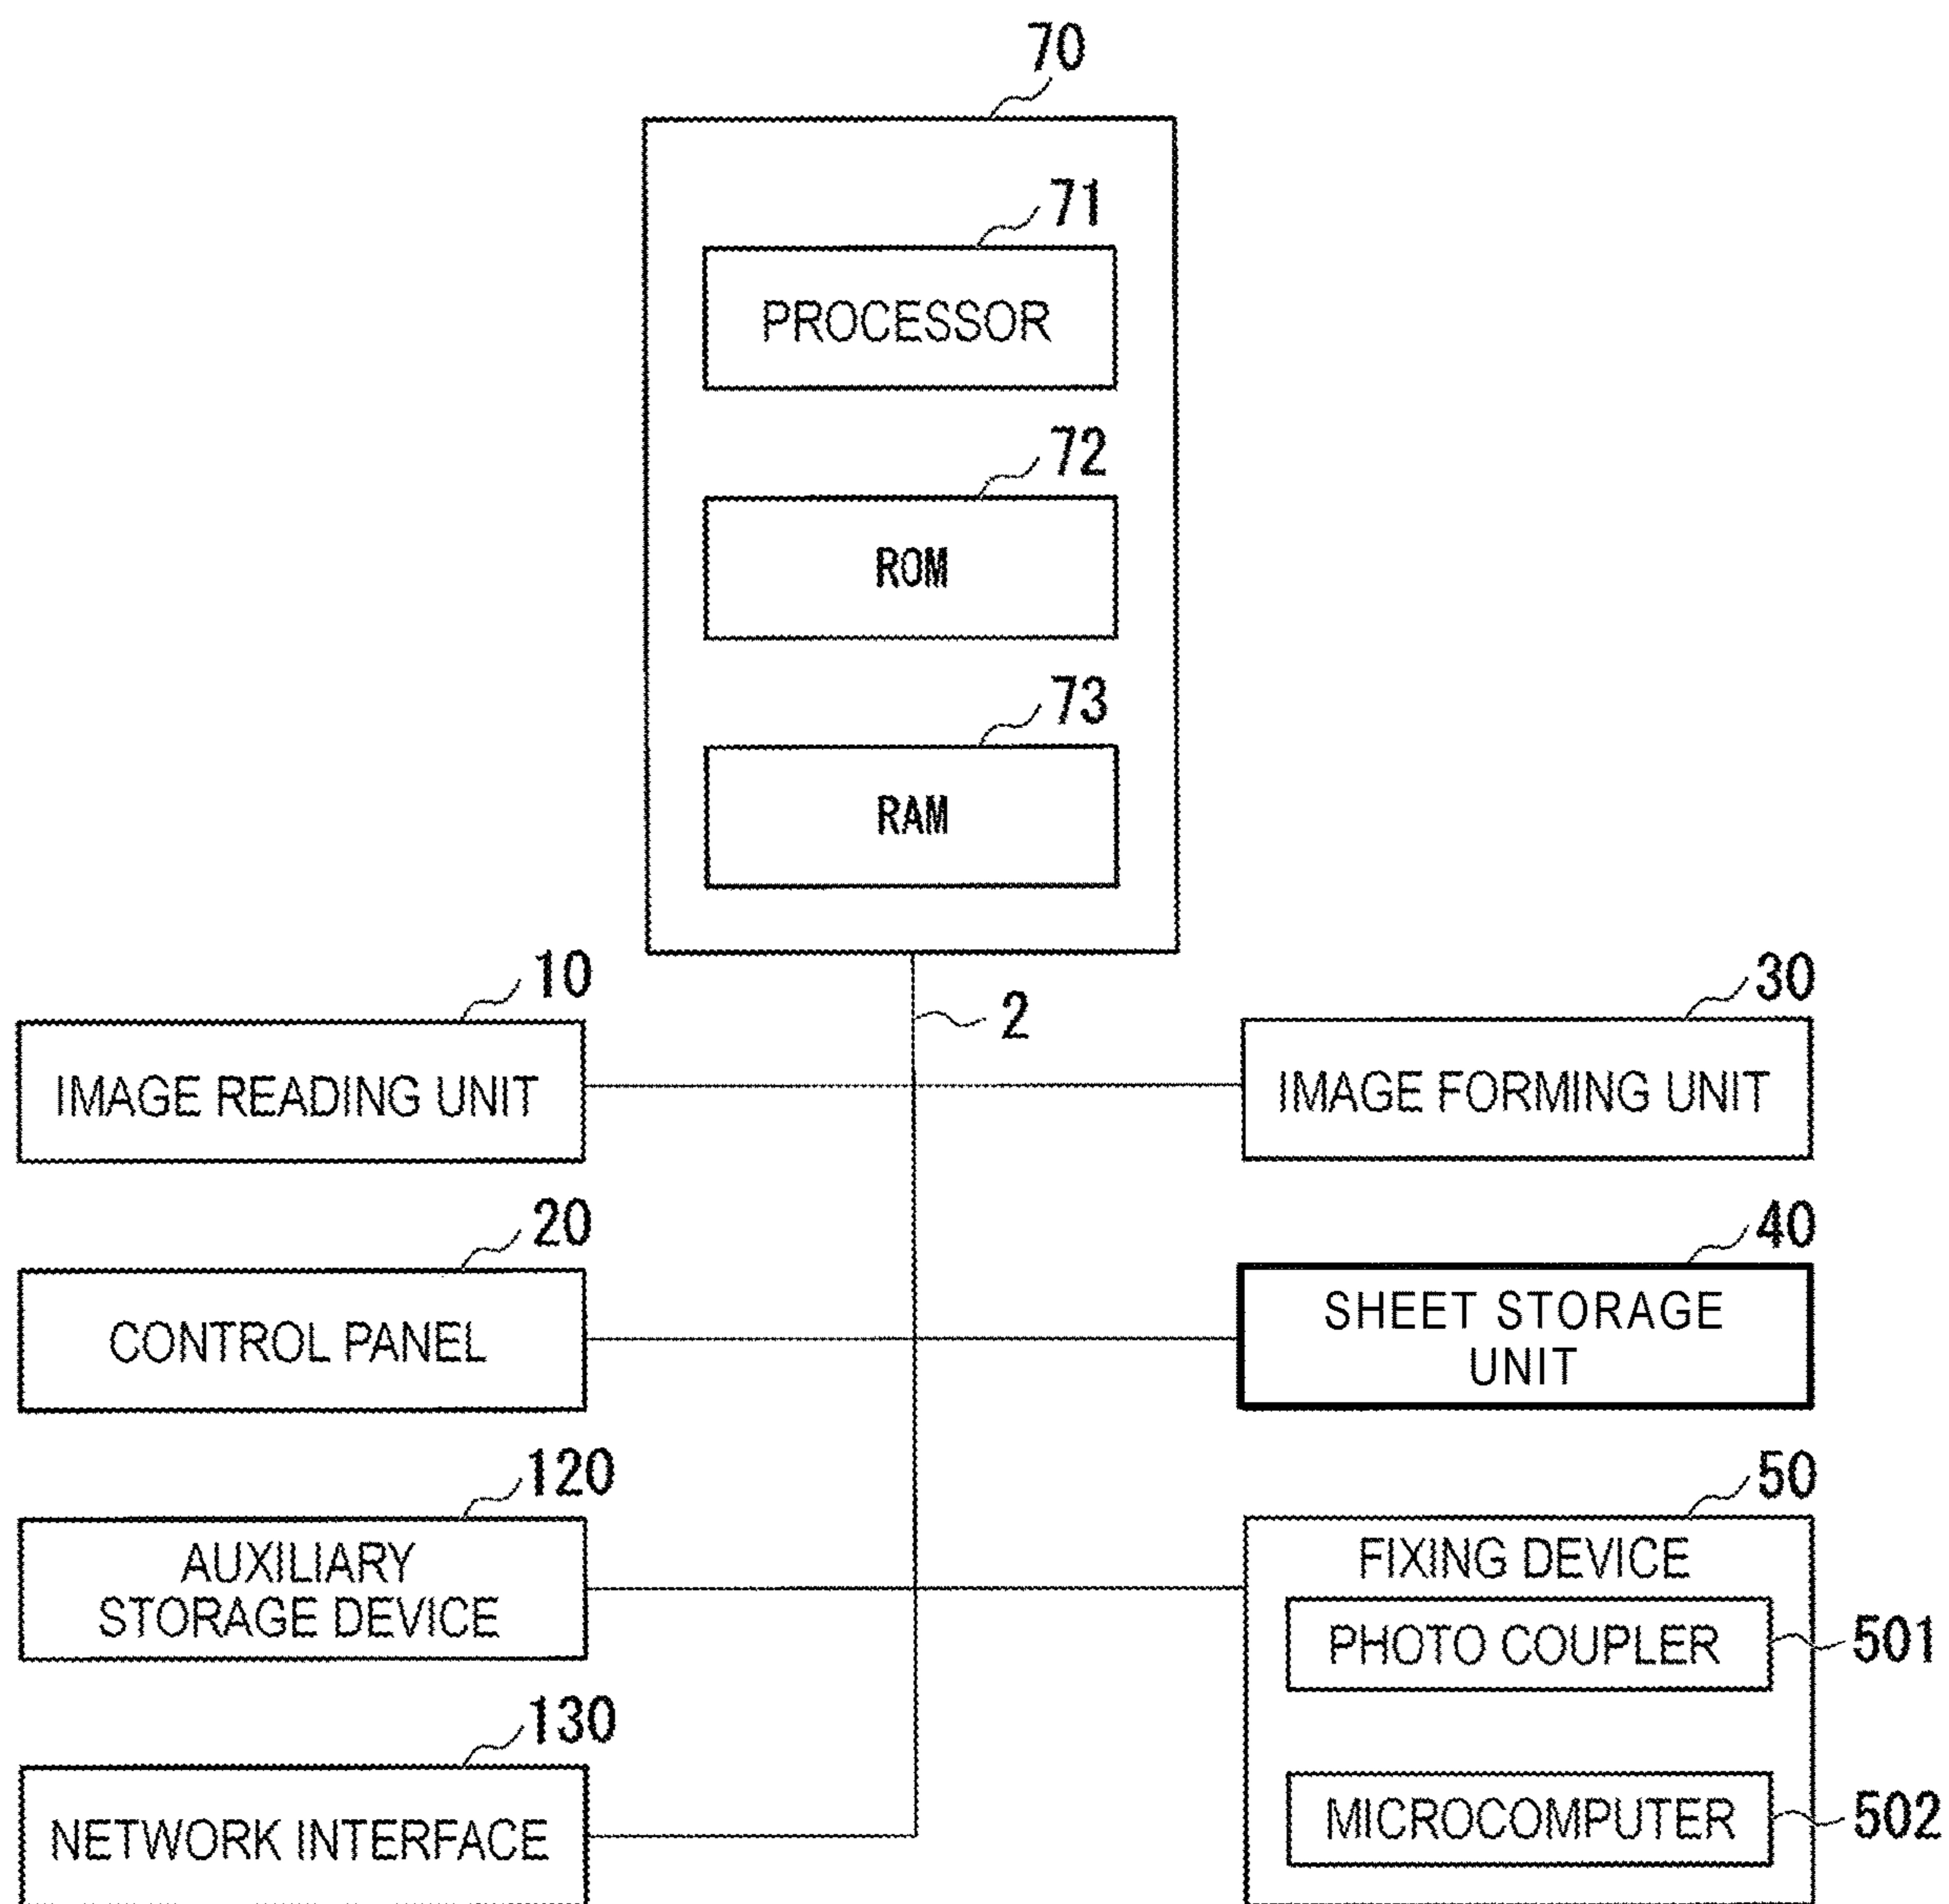 70
71
PROCESSOR
72
ROM
73
RAM
10
IMAGE READING UNIT
2
30
IMAGE FORMING UNIT
20
CONTROL PANEL
40
SHEET STORAGE
UNIT
120
AUXILIARY
STORAGE DEVICE
50
FIXING DEVICE
PHOTO COUPLER
501
130
NETWORK INTERFACE
MICROCOMPUTER
502